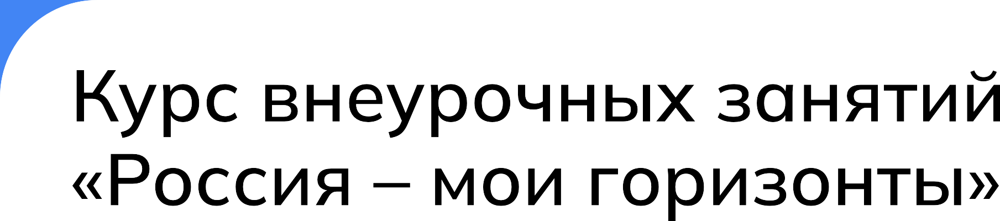 Курс внеурочных занятий
«Россия – мои горизонты»